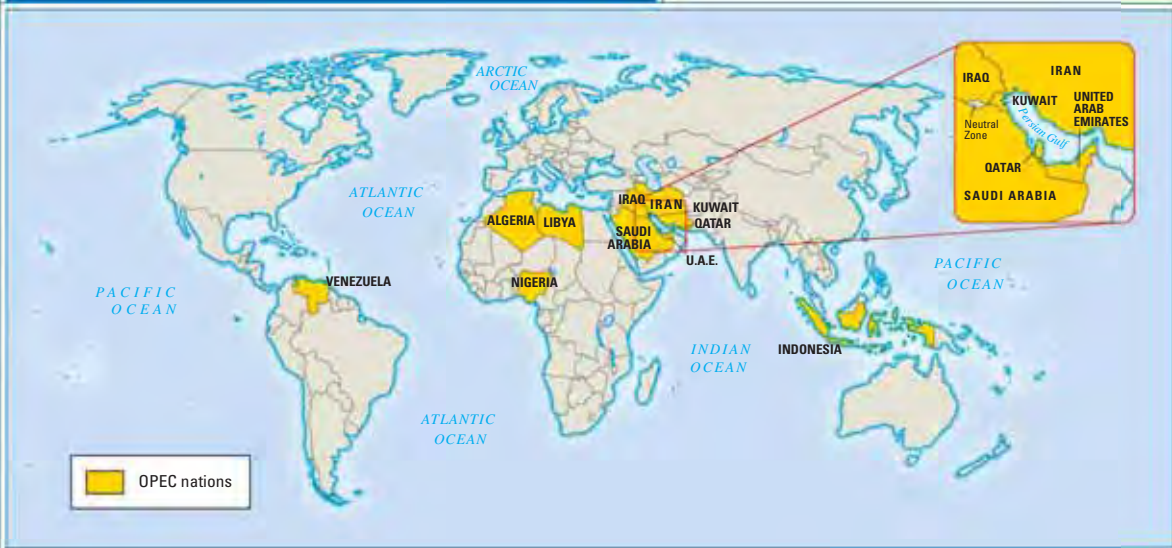 ARCTIC
OCEAN
ATLANTIC
OCEAN
ALGERIA
LIBYA
IRAQ
IRAN
KUWAIT
QATAR
SAUDI
ARABIA
U.A.E.
VENEZUELA
NIGERIA
PACIFIC
OCEAN
PACIFIC
OCEAN
INDIAN
OCEAN
INDONESIA
ATLANTIC
OCEAN
OPEC nations
IRAQ
IRAN
KUWAIT
UNITED
ARAB
EMIRATES
Neutral
Zone
Persian Gulf
QATAR
SAUDI ARABIA